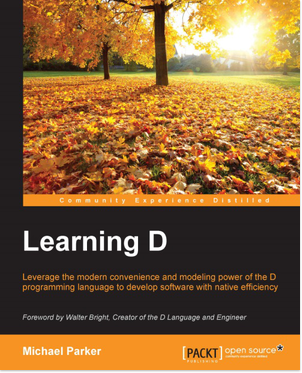 Community Experience Distilled
Learning D
Leverage the modern convenience and modeling power of the D
programming language to develop software with native efficiency
Foreword by Walter Bright, Creator of the D Language and Engineer
Michael Parker
[PACKT] open source*
PUBLISHING